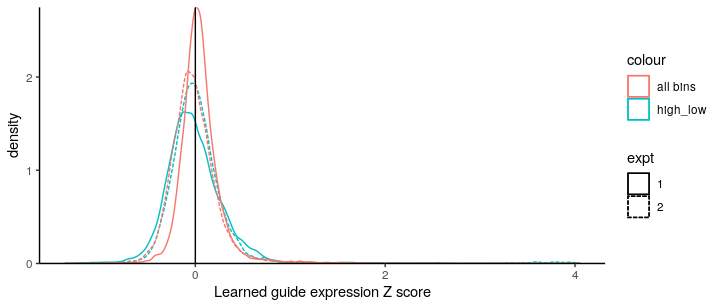 density
2
1
0
0
2
4
Learned guide expression Z score
colour
all bins
high_low
expt
1
2